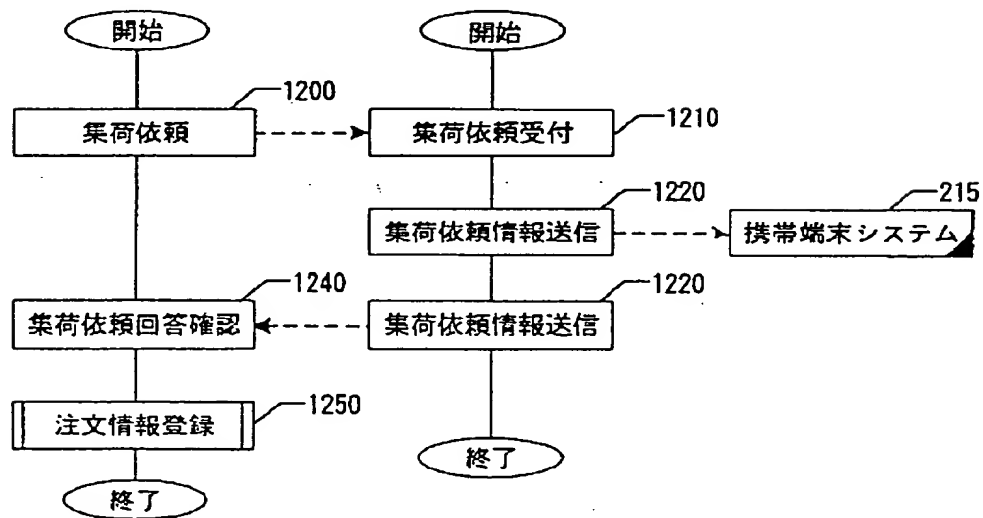 開始
開始
1200
集荷依頼
集荷依頼受付
1210
1220
215
集荷依頼情報送信
携帯端末システム
1240
1220
集荷依頼回答確認
集荷依頼情報送信
1250
注文情報登録
終了
終了